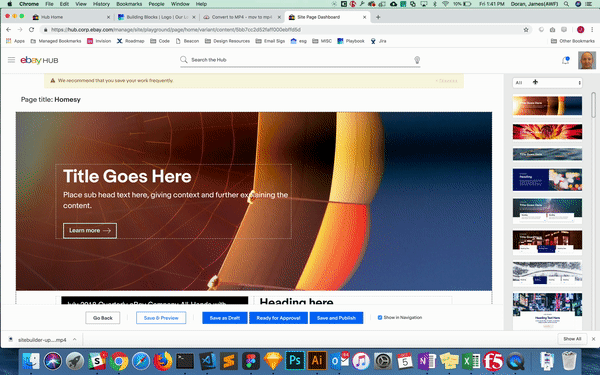 Chrome File Edit View History Bookmarks People Window Help
10%
Fri 1:41 PM Doran, James(AWF)
Hub Home
Building Blocks | Logo | Our
Convert to MP4 - mov to mp4
Site Page Dashboard
https://hub.corp.ebay.com/manage/site/playground/page/home/variant/content/
Apps Managed Bookmarks Invision Roadmap Code Beacon Design Resources Email Sigs esg MISC Playbook Jira Other Bookmarks
ebay HUB
Search the Hub
We recommend that you save your work frequently.
All
Page title: Homesy
Title Goes Here
Place sub head text here, giving context and further explaining the
content.
Learn more
July 2018 Quarterly eBay Company All Hands with
Heading here
Go Back
Save & Preview
Save as Draft
Ready for Approval
Save and Publish
Show in Navigation
sitebuilder-up....mp4
Show All